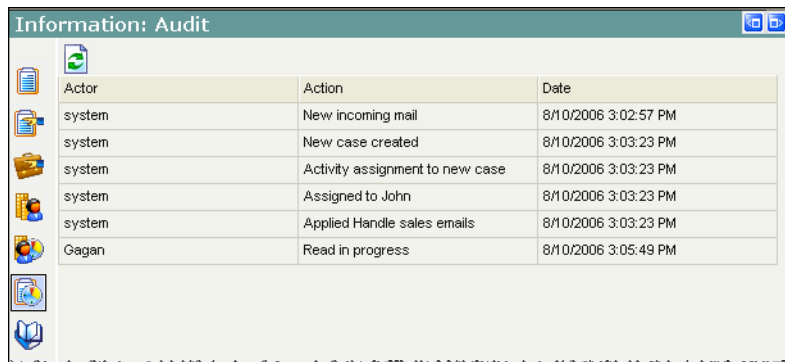 Information: Audit
Actor Action Date
system New incoming mail 8/10/2006 3:02:57 PM
system New case created 8/10/2006 3:03:23 PM
system Activity assignment to new case 8/10/2006 3:03:23 PM
system Assigned to John 8/10/2006 3:03:23 PM
system Applied Handle sales emails 8/10/2006 3:03:23 PM
Gagan Read in progress 8/10/2006 3:05:49 PM